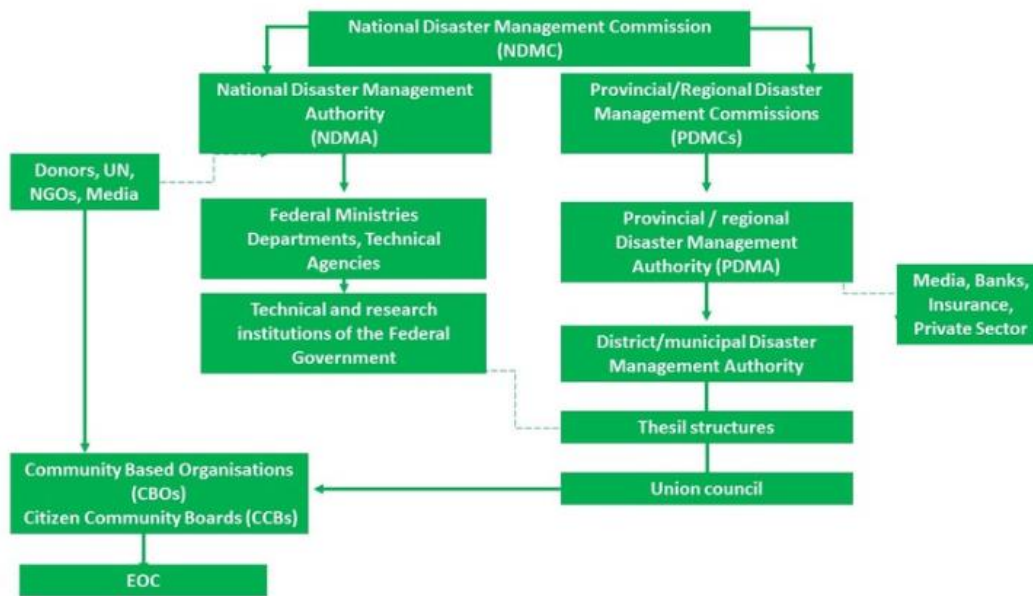 National Disaster Management Commission
(NDMC)
National Disaster Management
Authority
(NDMA)
Provincial/Regional Disaster
Management Commissions
(PDMCs)
Donors, UN,
NGOs, Media
Federal Ministries
Departments, Technical
Agencies
Provincial / regional
Disaster Management
Authority (PDMA)
Media, Banks,
Insurance,
Private Sector
Technical and research
institutions of the Federal
Government
District/municipal Disaster
Management Authority
Thesil structures
Community Based Organisations
(CBOs)
Citizen Community Boards (CCBs)
Union council
EOC